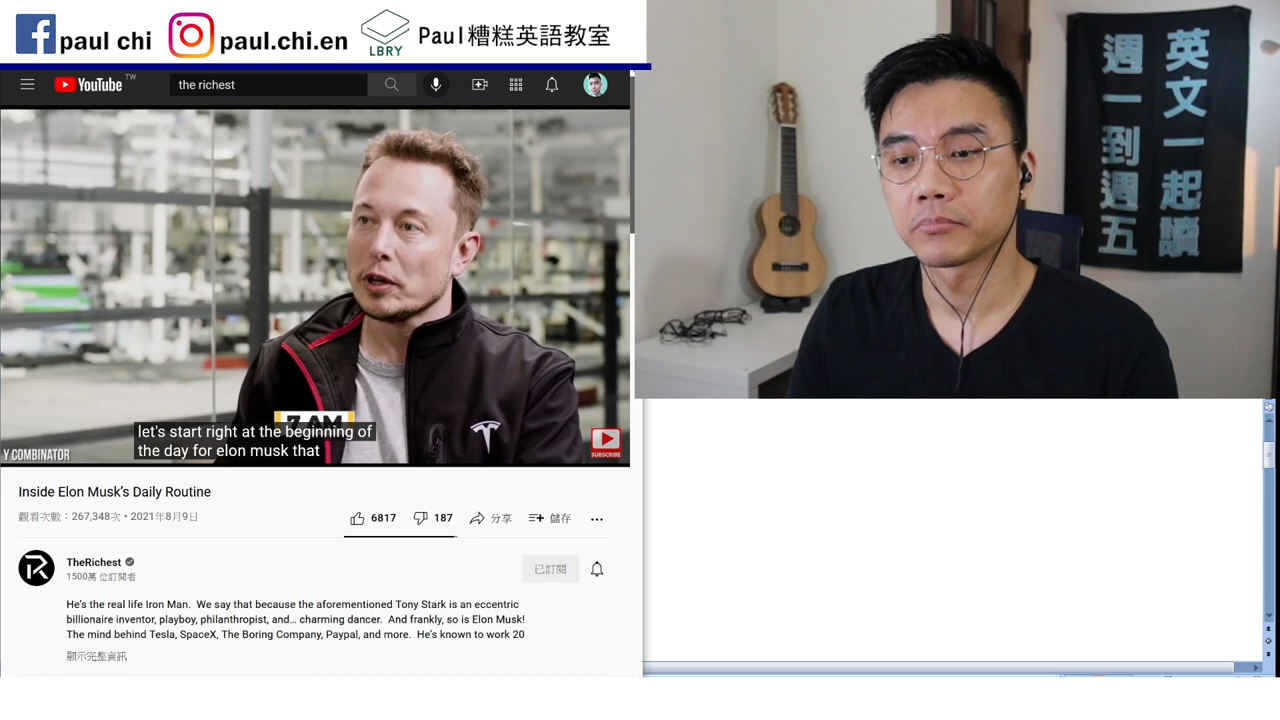 paul chi
paul.chi.en
LBRY
Paul糟糕英語教室
YouTube TW
the richest
英文一起讀
週一到週五
7 AM
let's start right at the beginning of
the day for elon musk that
Y COMBINATOR
SUBSCRIBE
Inside Elon Musk's Daily Routine
觀看次數：267,348次 • 2021年8月9日
6817
187
分享
儲存
TheRichest
1500萬 位訂閱者
已訂閱
He's the real life Iron Man. We say that because the aforementioned Tony Stark is an eccentric
billionaire inventor, playboy, philanthropist, and… charming dancer. And frankly, so is Elon Musk!
The mind behind Tesla, SpaceX, The Boring Company, Paypal, and more. He's known to work 20
顯示完整資訊